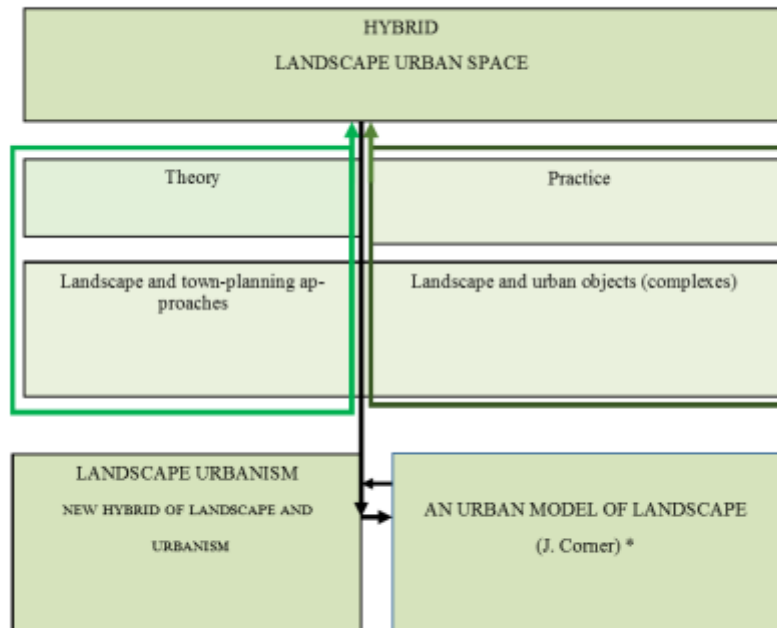 HYBRID
LANDSCAPE URBAN SPACE
Theory
Practice
Landscape and town-planning ap-
proaches
Landscape and urban objects (complexes)
LANDSCAPE URBANISM
NEW HYBRID OF LANDSCAPE AND
URBANISM
AN URBAN MODEL OF LANDSCAPE
(J. Corner) *